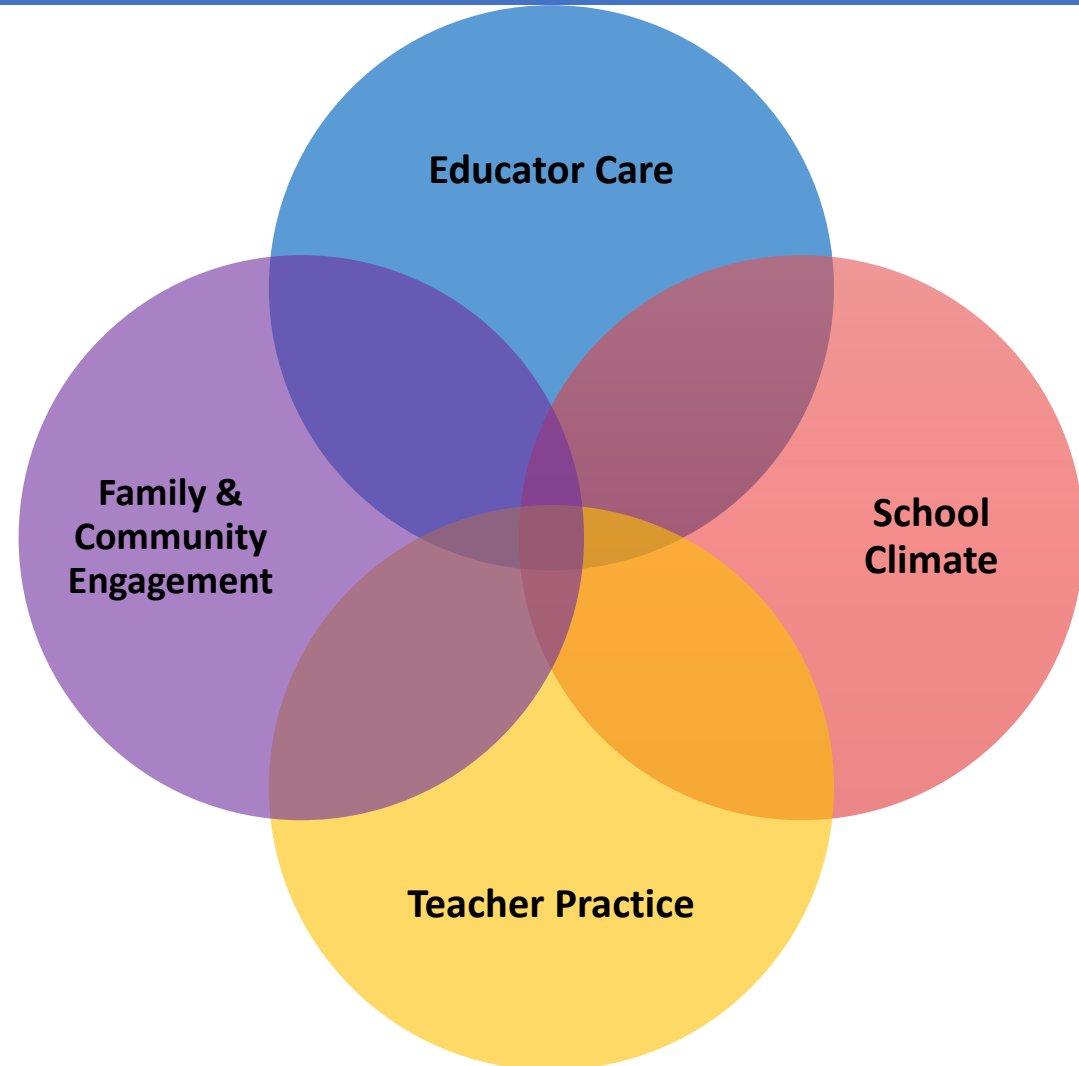 Educator Care
Family &
Community
Engagement
School
Climate
Teacher Practice